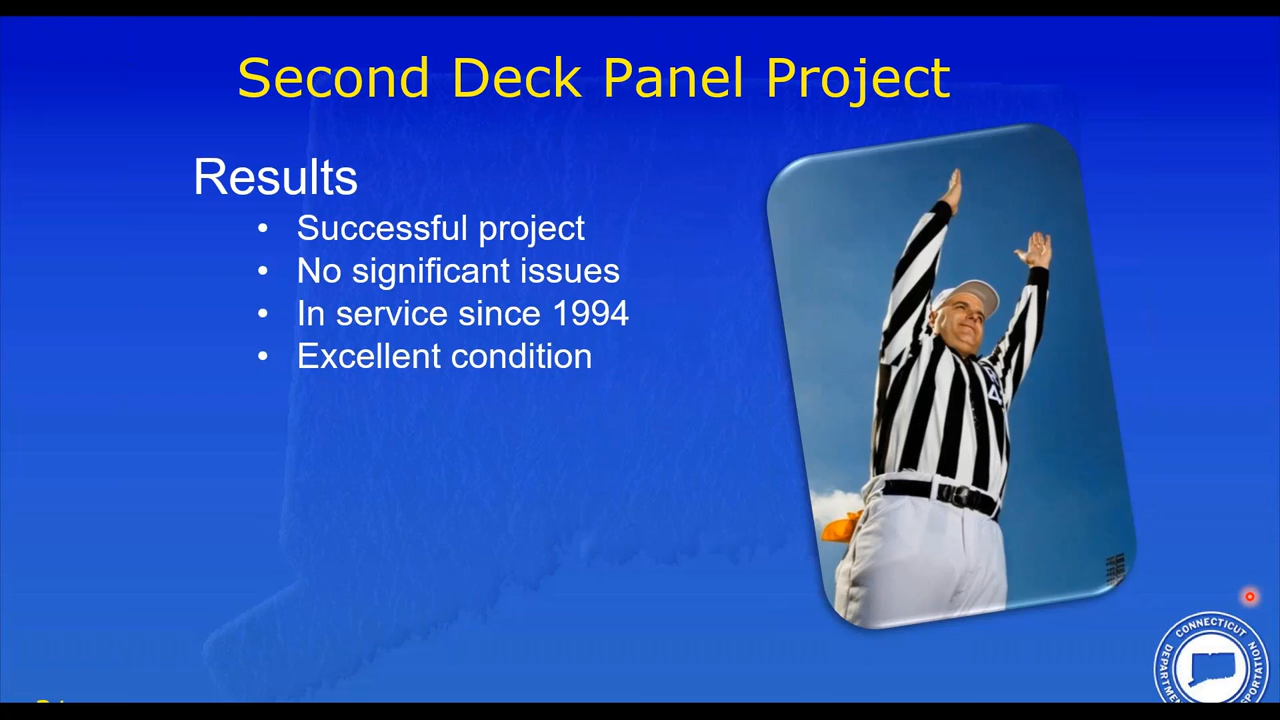 Second Deck Panel Project
Results
• Successful project
• No significant issues
• In service since 1994
• Excellent condition
CONNECTICUT